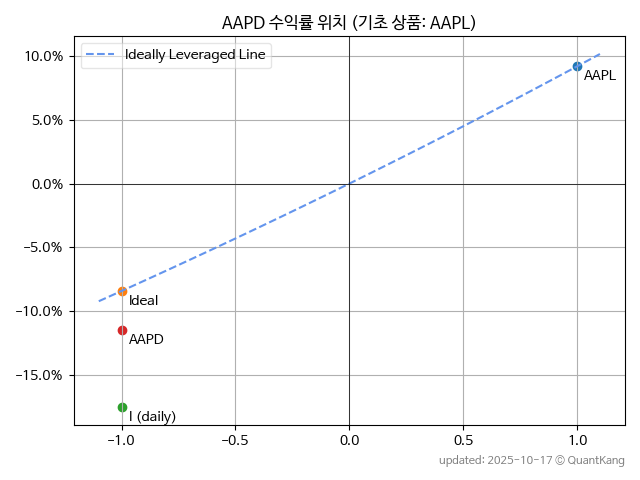 AAPD 수익률 위치 (기초 상품: AAPL)
Ideally Leveraged Line
10.0%
5.0%
0.0%
−5.0%
−10.0%
−15.0%
AAPL
Ideal
AAPD
I (daily)
−1.0
−0.5
0.0
0.5
1.0
updated: 2025-10-17 © QuantKang